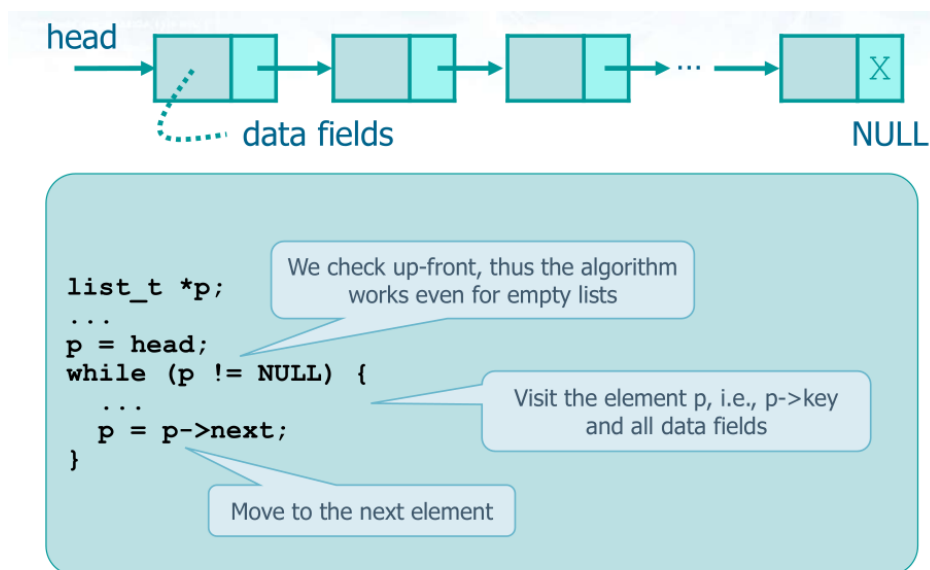 head
...
X
data fields
NULL
We check up-front, thus the algorithm
works even for empty lists
list_t *p;
...
p = head;
while (p != NULL) {
...
p = p->next;
}
Visit the element p, i.e., p->key
and all data fields
Move to the next element